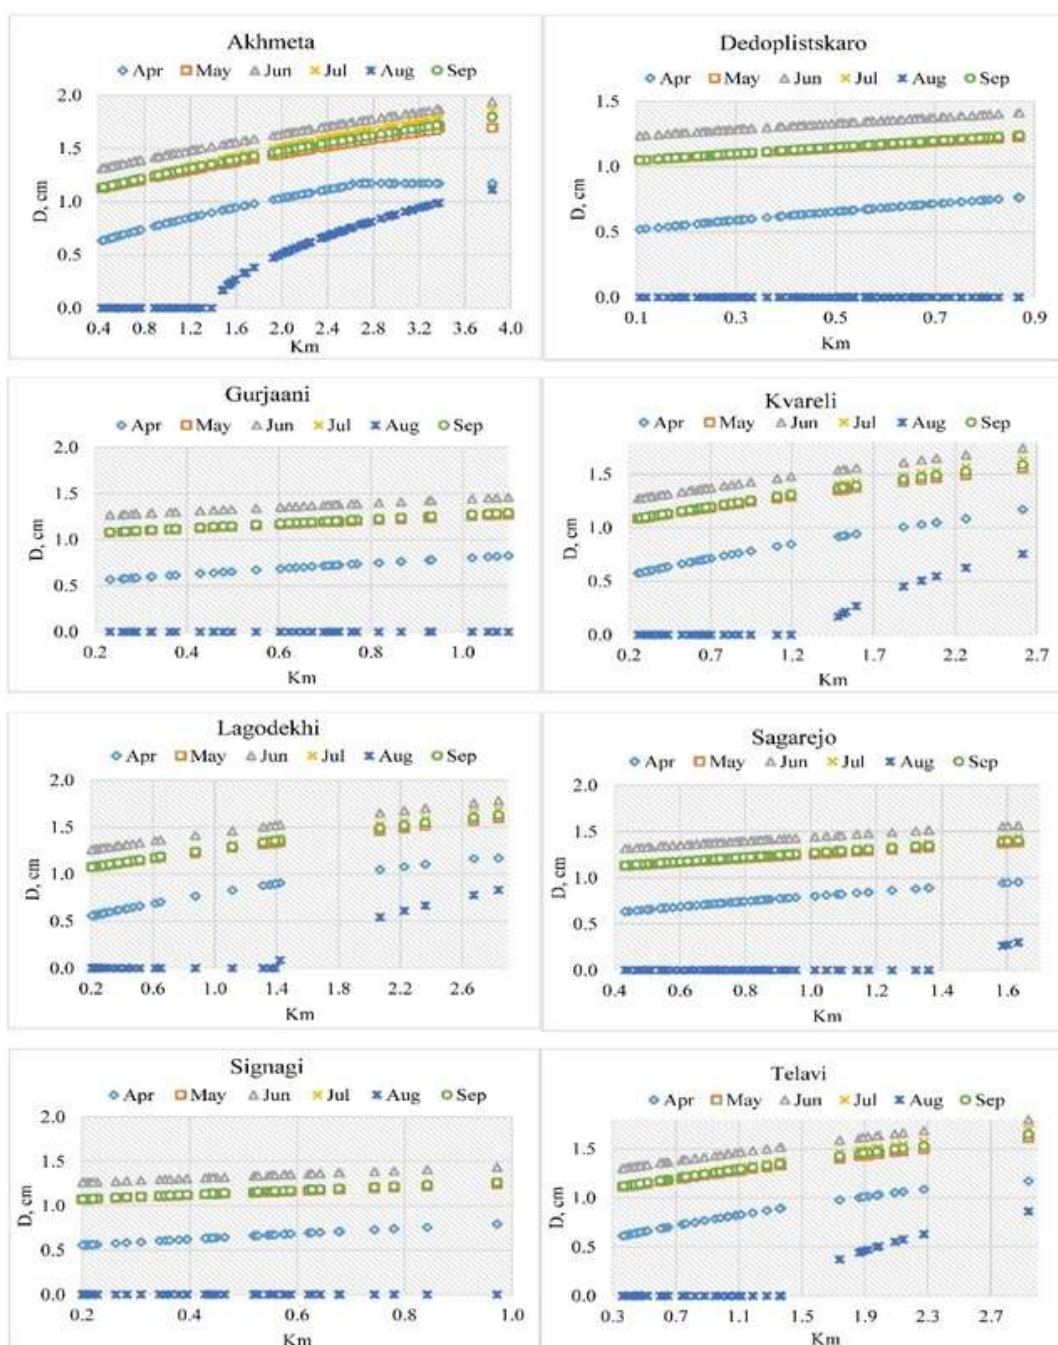 Akhmeta
Apr May Jun Jul Aug Sep
2.0
1.5
1.0
0.5
0.0
D, cm
0.4 0.8 1.2 1.6 2.0 2.4 2.8 3.2 3.6 4.0
Km
Dedoplistskaro
Apr May Jun Jul Aug Sep
1.5
1.0
0.5
0.0
D, cm
0.1 0.3 0.5 0.7 0.9
Km
Gurjaani
Apr May Jun Jul Aug Sep
2.0
1.5
1.0
0.5
0.0
D, cm
0.2 0.4 0.6 0.8 1.0
Km
Kvareli
Apr May Jun Jul Aug Sep
1.5
1.0
0.5
0.0
D, cm
0.2 0.7 1.2 1.7 2.2 2.7
Km
Lagodekhi
Apr May Jun Jul Aug Sep
2.0
1.5
1.0
0.5
0.0
D, cm
0.2 0.6 1.0 1.4 1.8 2.2 2.6
Km
Sagarejo
Apr May Jun Jul Aug Sep
2.0
1.5
1.0
0.5
0.0
D, cm
0.4 0.6 0.8 1.0 1.2 1.4 1.6
Km
Signagi
Apr May Jun Jul Aug Sep
2.0
1.5
1.0
0.5
0.0
D, cm
0.2 0.4 0.6 0.8 1.0
Km
Telavi
Apr May Jun Jul Aug Sep
1.5
1.0
0.5
0.0
D, cm
0.3 0.7 1.1 1.5 1.9 2.3 2.7
Km